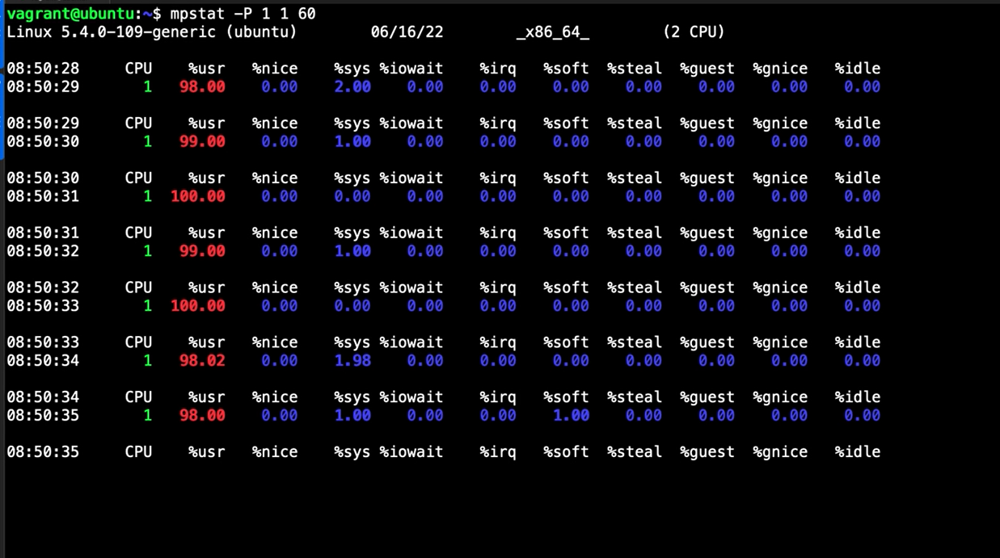 vagrant@ubuntu:~$ mpstat -P 1 1 60
Linux 5.4.0-109-generic (ubuntu) 06/16/22 _x86_64_ (2 CPU)
08:50:28 CPU %usr %nice %sys %iowait %irq %soft %steal %guest %gnice %idle
08:50:29 1 98.00 0.00 2.00 0.00 0.00 0.00 0.00 0.00 0.00 0.00
08:50:29 CPU %usr %nice %sys %iowait %irq %soft %steal %guest %gnice %idle
08:50:30 1 99.00 0.00 1.00 0.00 0.00 0.00 0.00 0.00 0.00 0.00
08:50:30 CPU %usr %nice %sys %iowait %irq %soft %steal %guest %gnice %idle
08:50:31 1 100.00 0.00 0.00 0.00 0.00 0.00 0.00 0.00 0.00 0.00
08:50:31 CPU %usr %nice %sys %iowait %irq %soft %steal %guest %gnice %idle
08:50:32 1 99.00 0.00 1.00 0.00 0.00 0.00 0.00 0.00 0.00 0.00
08:50:32 CPU %usr %nice %sys %iowait %irq %soft %steal %guest %gnice %idle
08:50:33 1 100.00 0.00 0.00 0.00 0.00 0.00 0.00 0.00 0.00 0.00
08:50:33 CPU %usr %nice %sys %iowait %irq %soft %steal %guest %gnice %idle
08:50:34 1 98.02 0.00 1.98 0.00 0.00 0.00 0.00 0.00 0.00 0.00
08:50:34 CPU %usr %nice %sys %iowait %irq %soft %steal %guest %gnice %idle
08:50:35 1 98.00 0.00 1.00 0.00 0.00 1.00 0.00 0.00 0.00 0.00
08:50:35 CPU %usr %nice %sys %iowait %irq %soft %steal %guest %gnice %idle